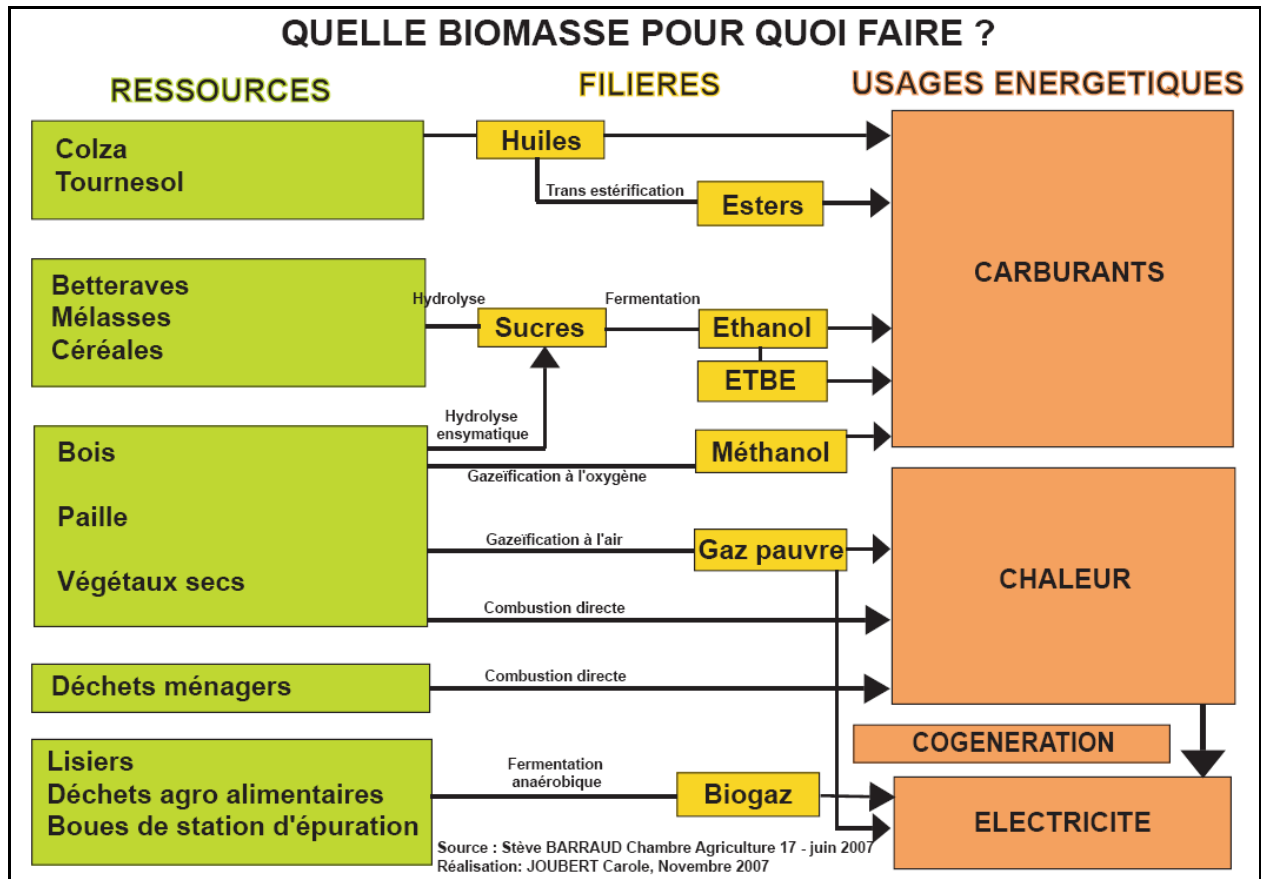 QUELLE BIOMASSE POUR QUOI FAIRE ?
RESSOURCES
FILIERES
USAGES ENERGETIQUES
Colza
Tournesol
Huiles
Trans estérification
Esters
CARBURANTS
Betteraves
Mélasses
Céréales
Hydrolyse
Sucres
Fermentation
Ethanol
ETBE
Bois
Paille
Végétaux secs
Hydrolyse
ensymatique
Gazeïfication à l'oxygène
Méthanol
Gazeïfication à l'air
Gaz pauvre
CHALEUR
Combustion directe
Déchets ménagers
Combustion directe
COGENERATION
Lisiers
Déchets agro alimentaires
Boues de station d'épuration
Fermentation
anaérobique
Biogaz
ELECTRICITE
Source : Stève BARRAUD Chambre Agriculture 17 - juin 2007
Réalisation: JOUBERT Carole, Novembre 2007